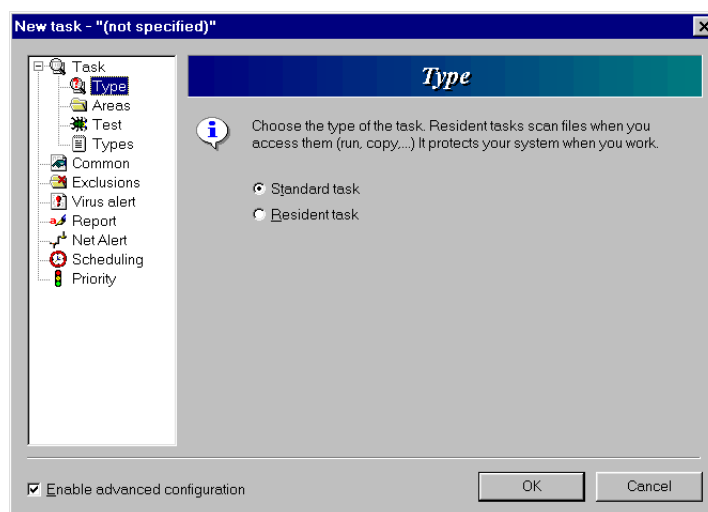 New task - "(not specified)"
Task
Type
Areas
Test
Types
Common
Exclusions
Virus alert
Report
Net Alert
Scheduling
Priority
Type
Choose the type of the task. Resident tasks scan files when you
access them (run, copy,...) It protects your system when you work.
Standard task
Resident task
Enable advanced configuration
OK
Cancel